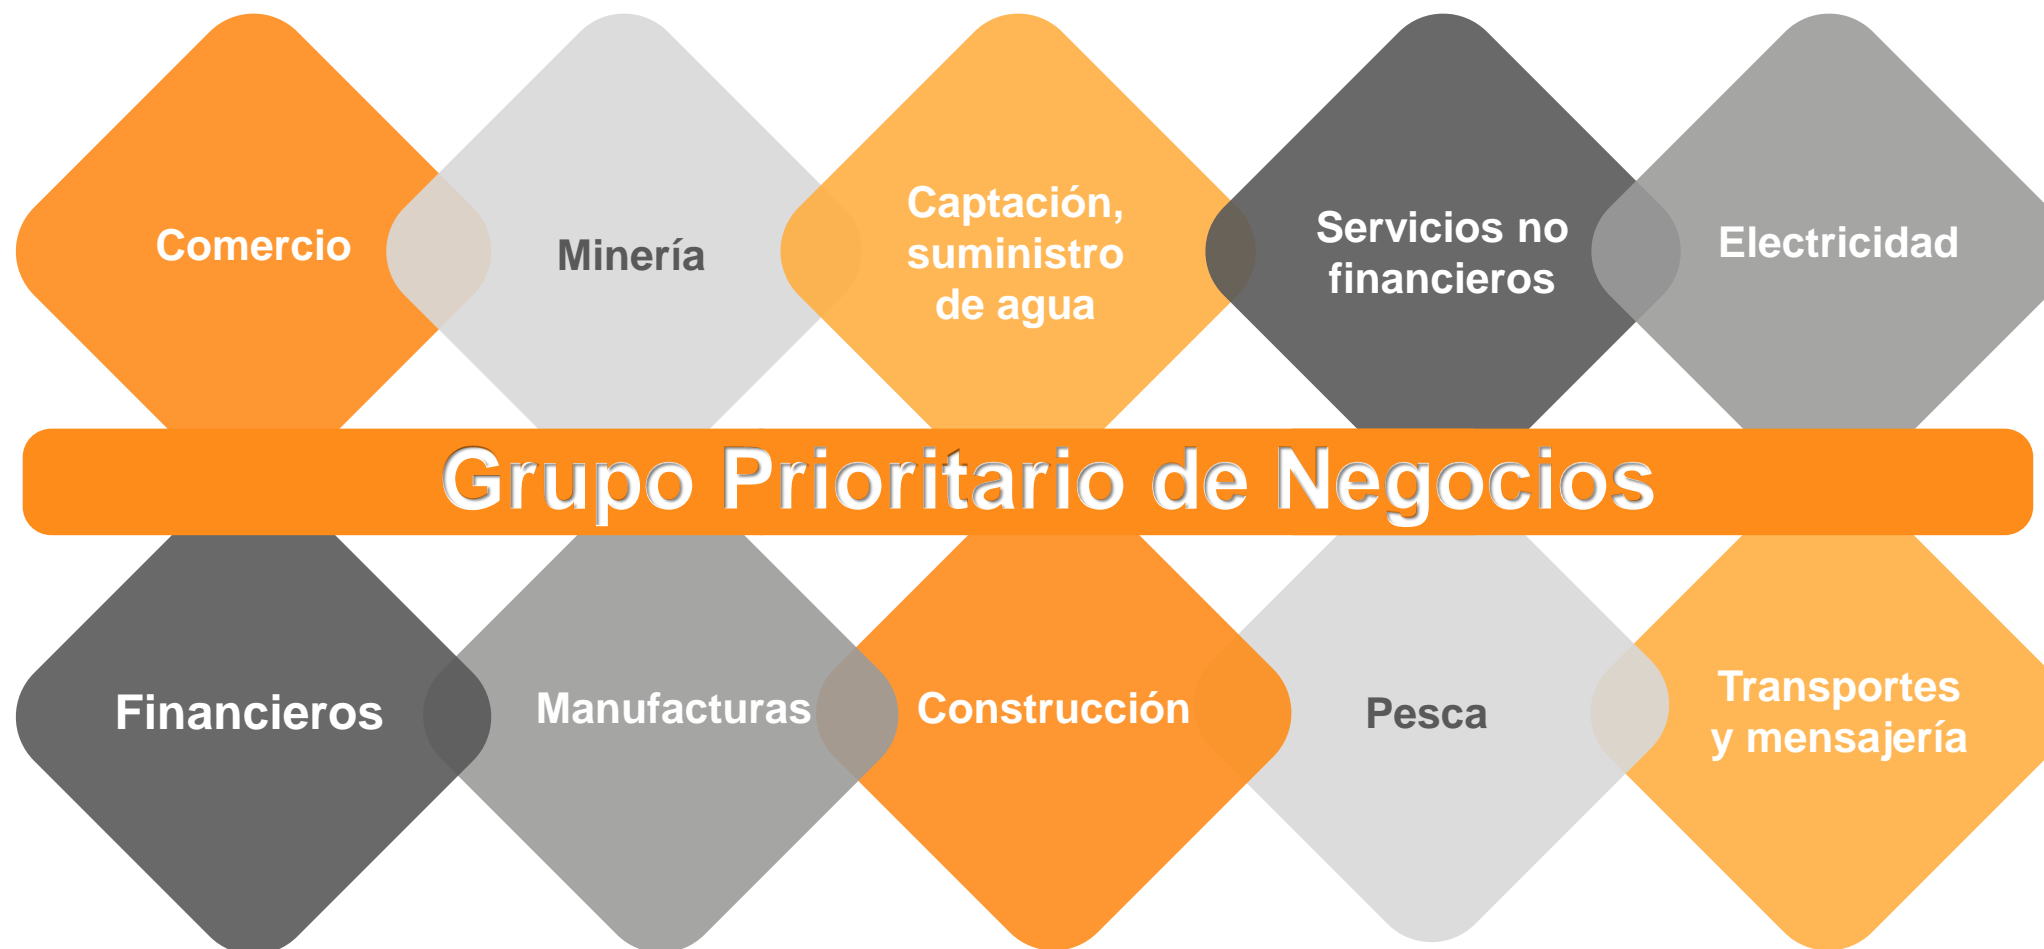 Comercio
Minería
Captación,
suministro
de agua
Servicios no
financieros
Electricidad
Grupo Prioritario de Negocios
Financieros
Manufacturas
Construcción
Pesca
Transportes
y mensajería